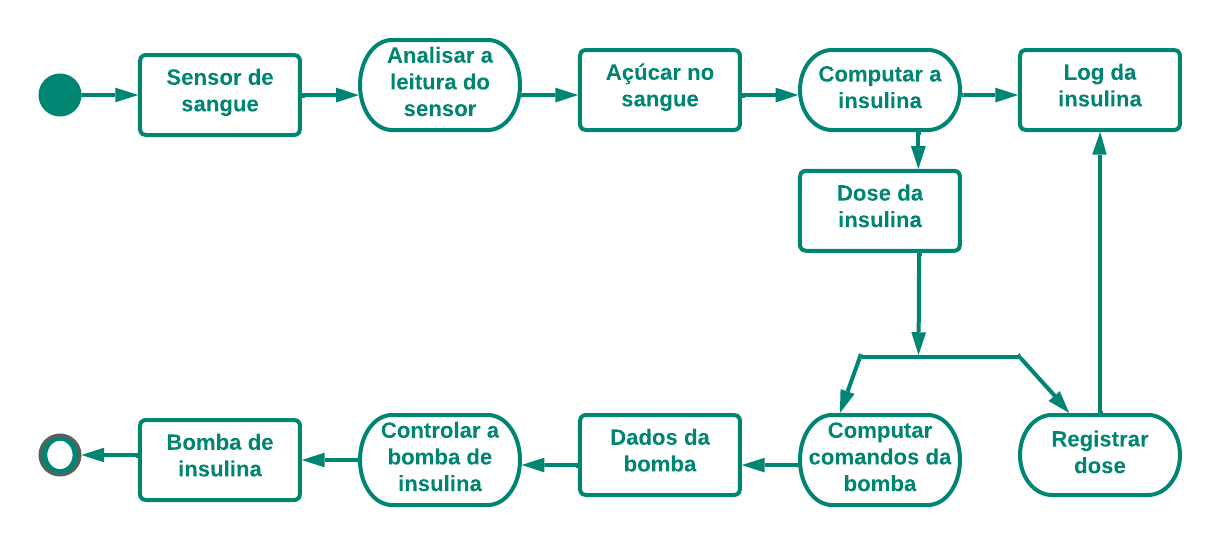 Sensor de
sangue
Analisar a
leitura do
sensor
Açúcar no
sangue
Computar a
insulina
Log da
insulina
Dose da
insulina
Bomba de
insulina
Controlar a
bomba de
insulina
Dados da
bomba
Computar
comandos da
bomba
Registrar
dose